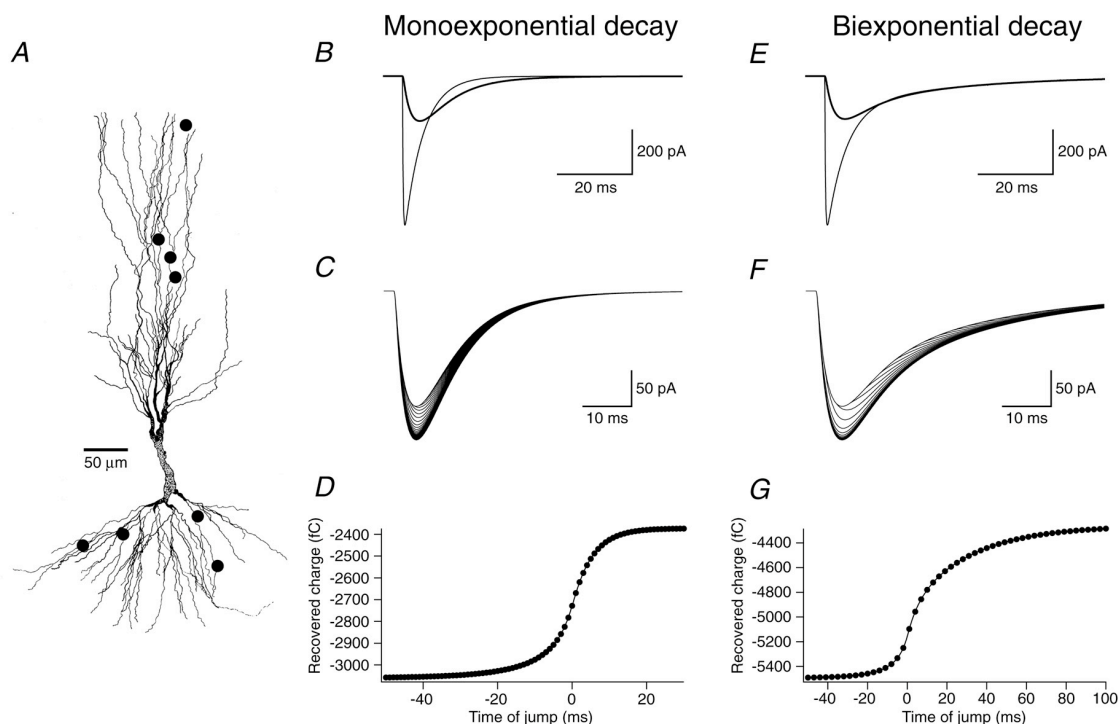 Monoexponential decay
Biexponential decay
A
B
200 pA
20 ms
E
200 pA
20 ms
C
50 pA
10 ms
F
50 pA
10 ms
50 μm
D
Recovered charge (fC)
-2400
-2500
-2600
-2700
-2800
-2900
-3000
-40
-20
0
20
Time of jump (ms)
G
Recovered charge (fC)
-4400
-4600
-4800
-5000
-5200
-5400
-40
-20
0
20
40
60
80
100
Time of jump (ms)